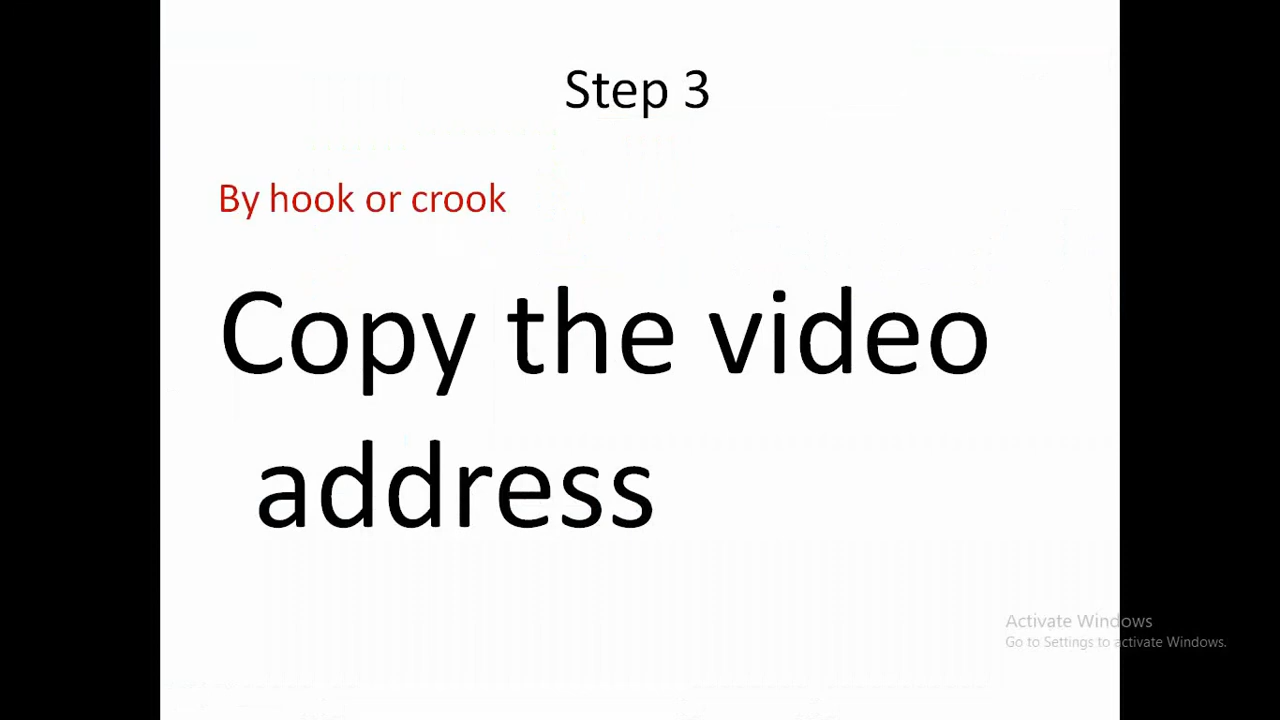 Step 3
By hook or crook
Copy the video
address
Activate Windows
Go to Settings to activate Windows.